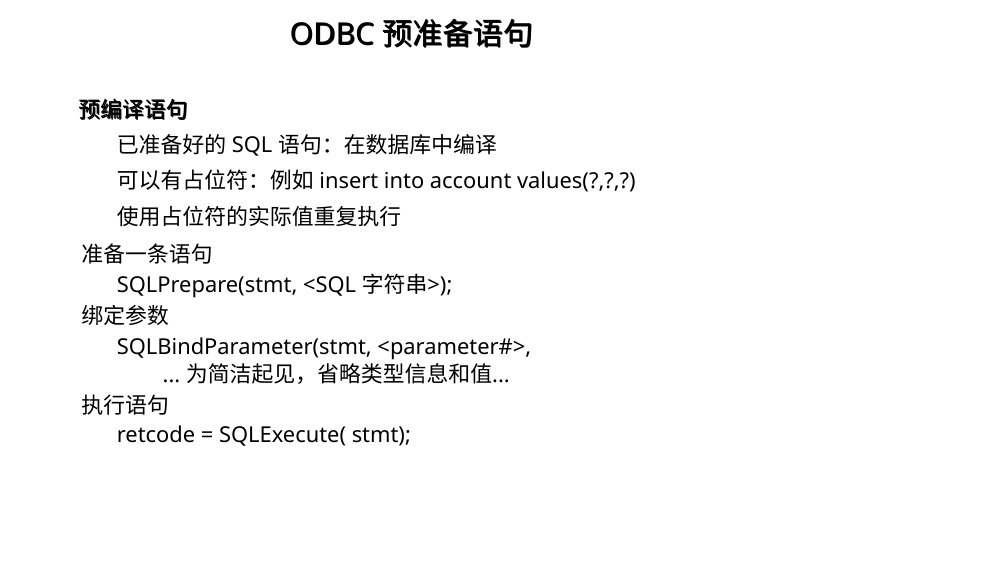 ODBC 预准备语句
预编译语句
已准备好的 SQL 语句：在数据库中编译
可以有占位符：例如 insert into account values(?,?,?)
使用占位符的实际值重复执行
准备一条语句
SQLPrepare(stmt, <SQL 字符串>);
绑定参数
SQLBindParameter(stmt, <parameter#>,
... 为简洁起见，省略类型信息和值...
执行语句
retcode = SQLExecute( stmt);